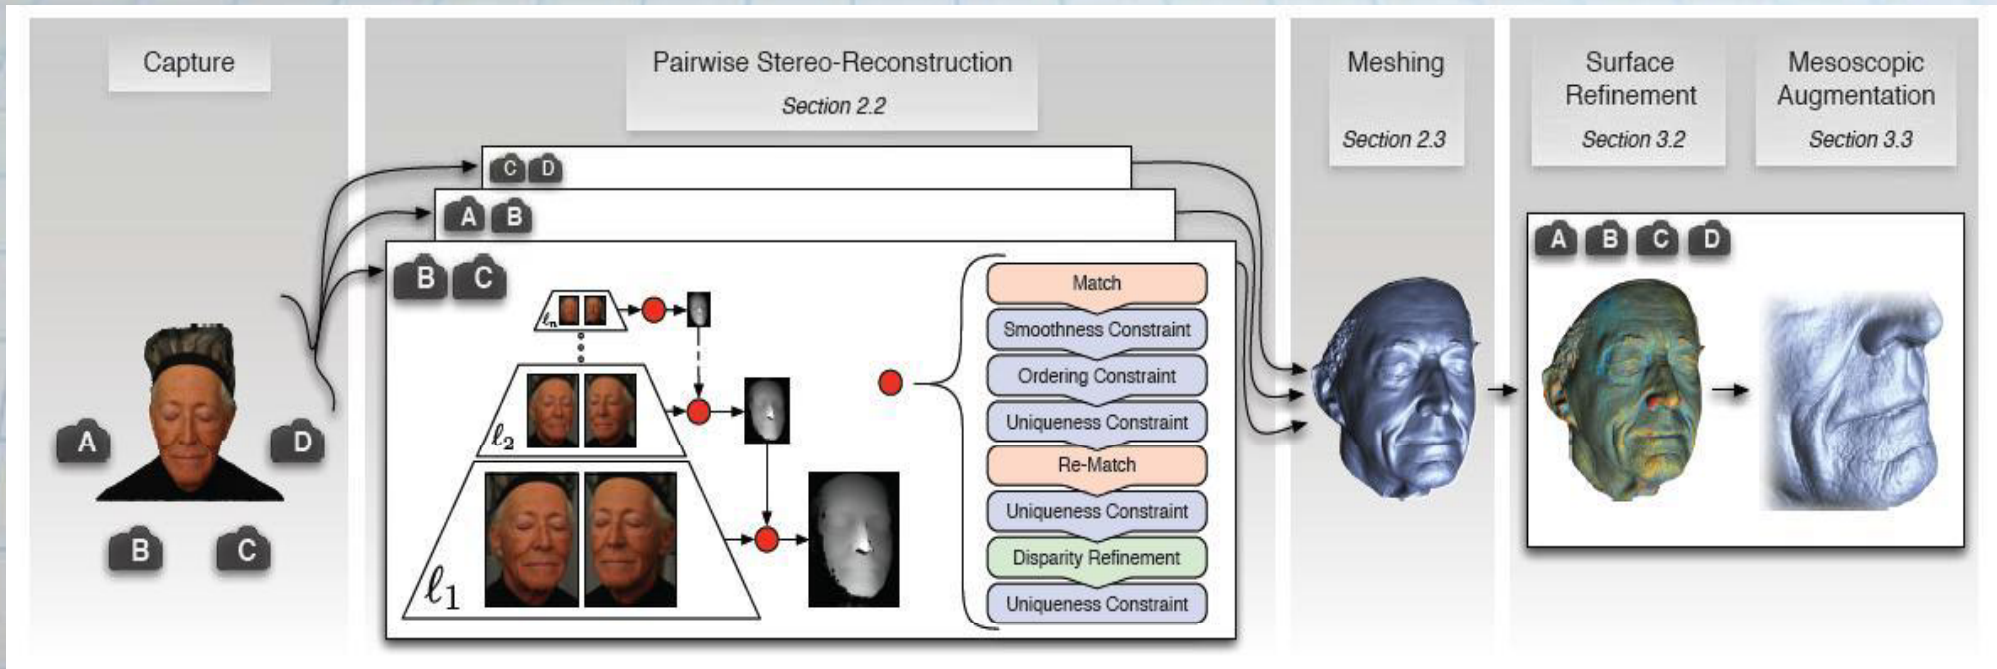 Capture
A
D
B
C
Pairwise Stereo-Reconstruction
Section 2.2
C D
A B
B C
ℓn
ℓ2
ℓ1
Match
Smoothness Constraint
Ordering Constraint
Uniqueness Constraint
Re-Match
Uniqueness Constraint
Disparity Refinement
Uniqueness Constraint
Meshing
Section 2.3
Surface
Refinement
Section 3.2
Mesoscopic
Augmentation
Section 3.3
A B C D